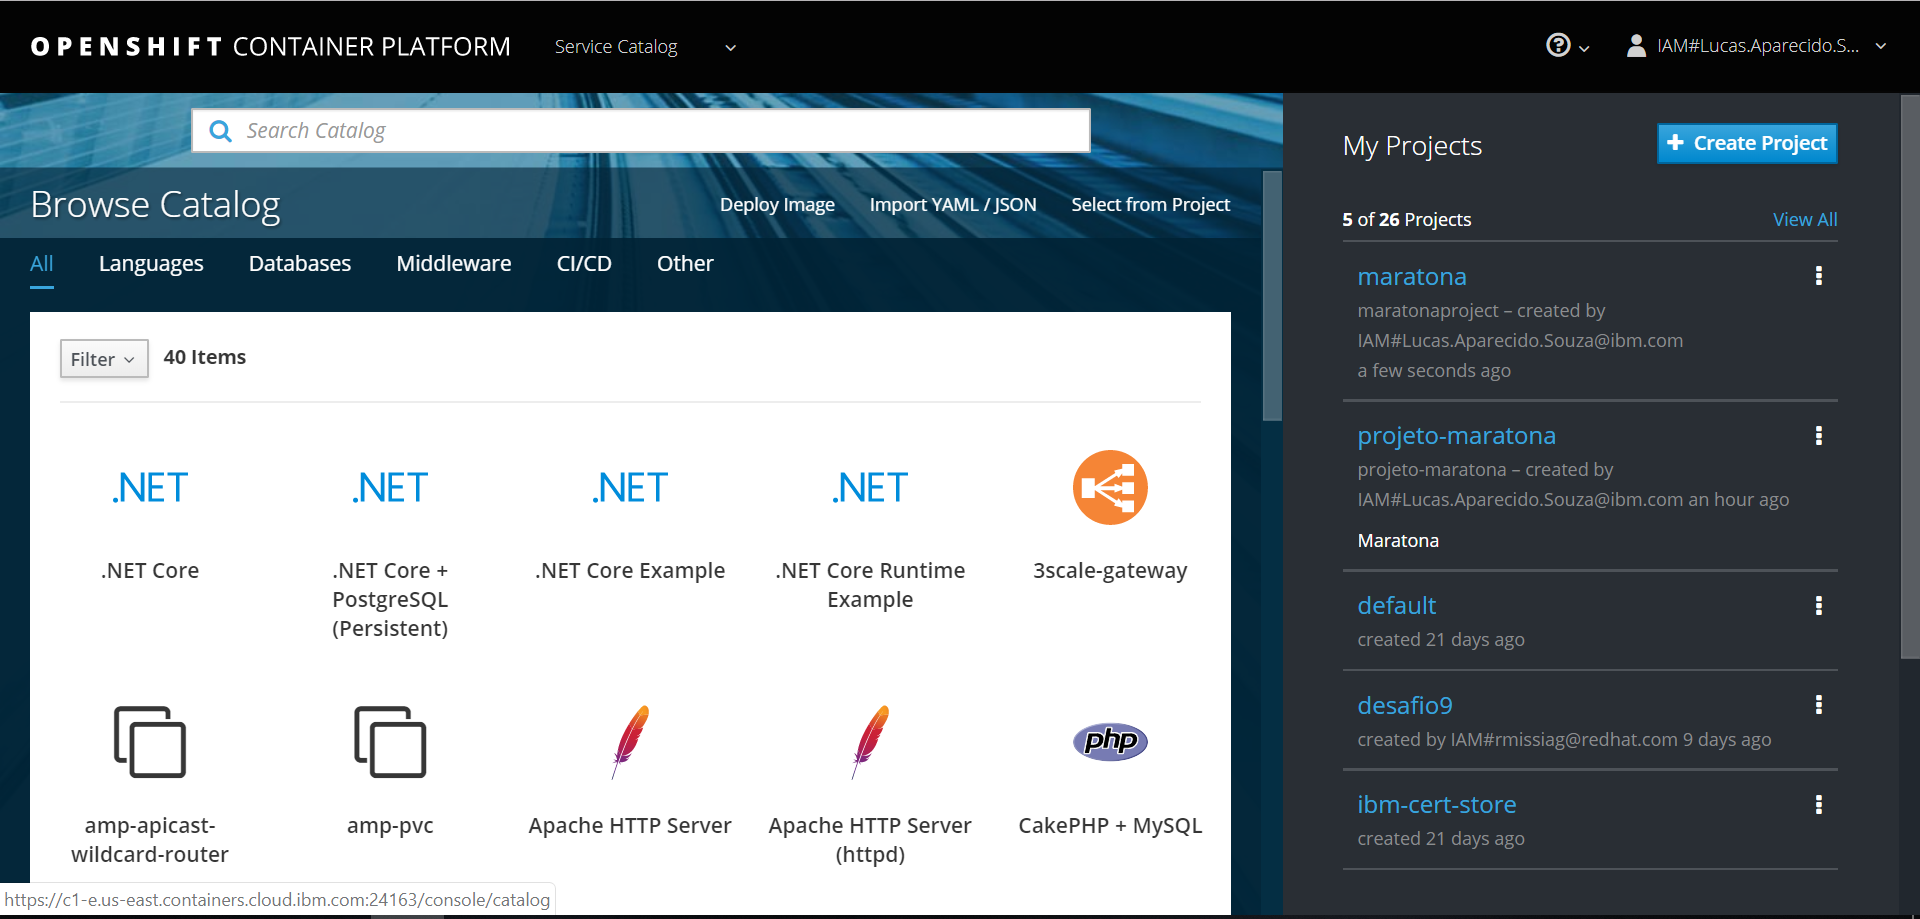 OPENSHIFT CONTAINER PLATFORM
Service Catalog
IAM#Lucas.Aparecido.S...
Search Catalog
Browse Catalog
Deploy Image
Import YAML / JSON
Select from Project
All
Languages
Databases
Middleware
CI/CD
Other
Filter
40 Items
.NET
.NET Core
.NET
.NET Core +
PostgreSQL
(Persistent)
.NET
.NET Core Example
.NET
.NET Core Runtime
Example
3scale-gateway
amp-apicast-
wildcard-router
amp-pvc
Apache HTTP Server
Apache HTTP Server
(httpd)
php
CakePHP + MySQL
https://c1-e.us-east.containers.cloud.ibm.com:24163/console/catalog
My Projects
+ Create Project
5 of 26 Projects
View All
maratona
maratonaproject – created by
IAM#Lucas.Aparecido.Souza@ibm.com
a few seconds ago
projeto-maratona
projeto-maratona – created by
IAM#Lucas.Aparecido.Souza@ibm.com an hour ago
Maratona
default
created 21 days ago
desafio9
created by IAM#rmissiag@redhat.com 9 days ago
ibm-cert-store
created 21 days ago